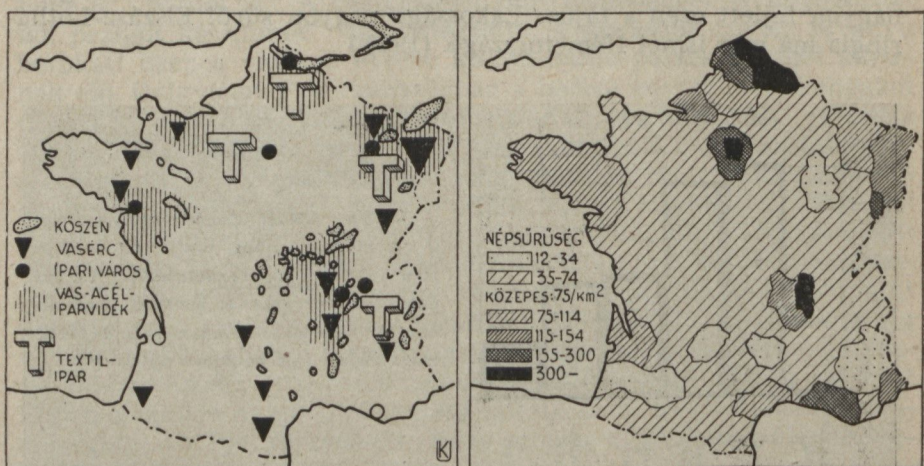 KŐSZÉN
VASÉRC
IPARI VÁROS
VAS-ACÉL-
IPARVIDÉK
TEXTIL-
IPAR
K
NÉPSŰRŰSÉG
12-34
35-74
KÖZEPES:75/KM²
75-114
115-154
155-300
300-